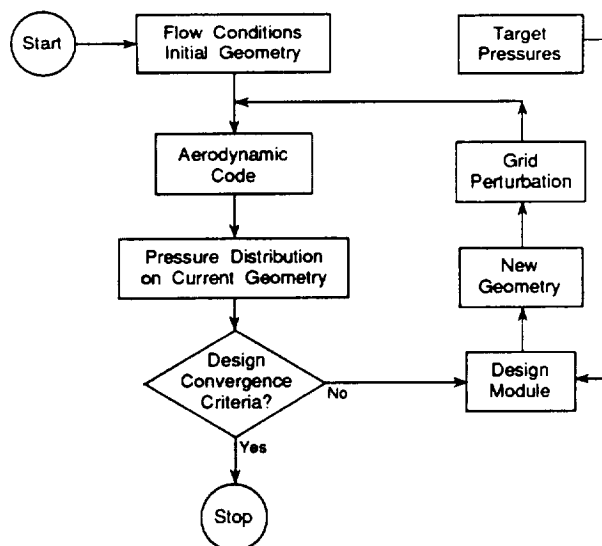 Start
Flow Conditions
Initial Geometry
Target
Pressures
Aerodynamic
Code
Grid
Perturbation
Pressure Distribution
on Current Geometry
New
Geometry
Design
Convergence
Criteria?
No
Design
Module
Yes
Stop